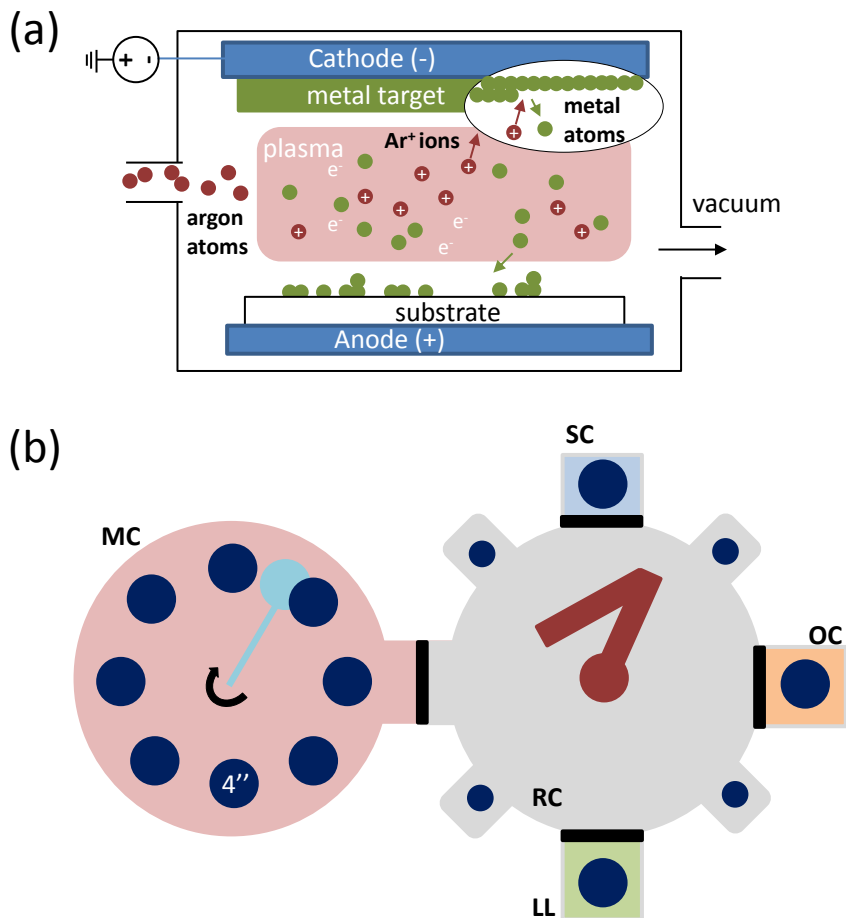 (a)
+ -
Cathode (-)
metal target
metal
atoms
Ar⁺ ions
plasma
e⁻
+
+
+
+
+
+
+
e⁻
e⁻
e⁻
+
+
argon
atoms
vacuum
substrate
Anode (+)
(b)
SC
MC
OC
4’’
RC
LL